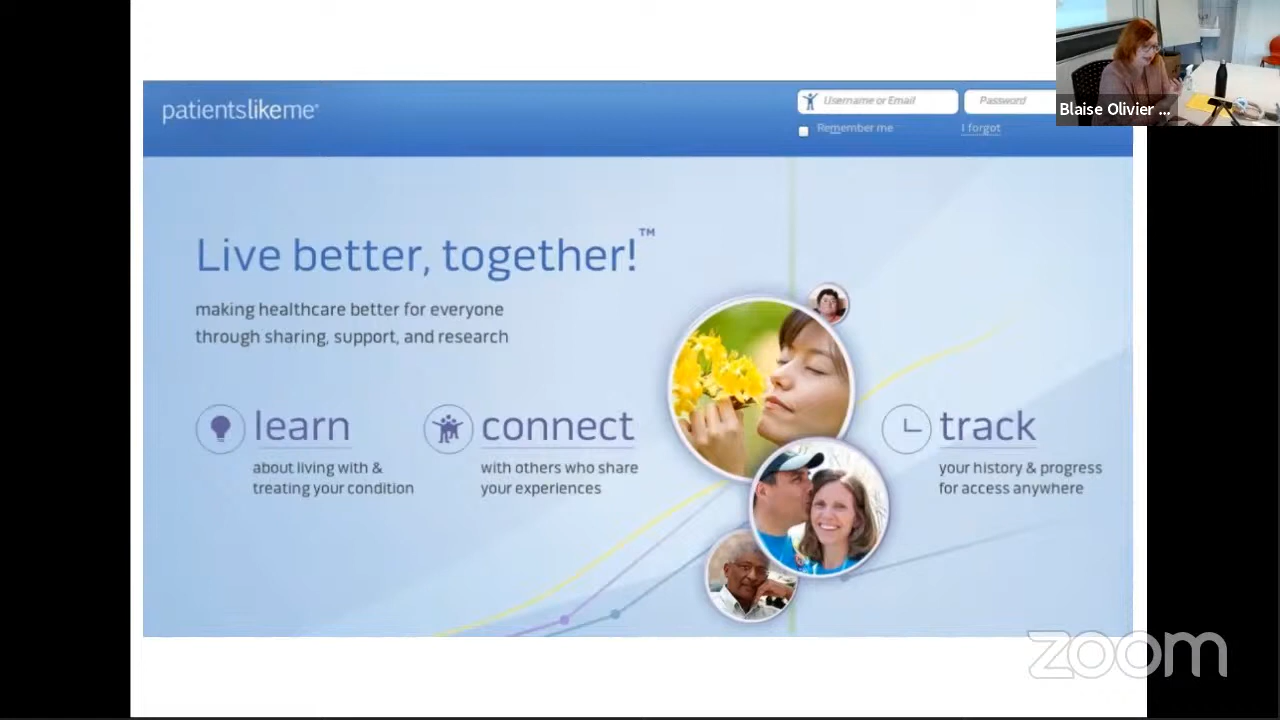 patientslikeme®
Username or Email
Password
Remember me
I forgot
Blaise Olivier ...
Live better, together!™
making healthcare better for everyone
through sharing, support, and research
learn
about living with &
treating your condition
connect
with others who share
your experiences
track
your history & progress
for access anywhere
zoom